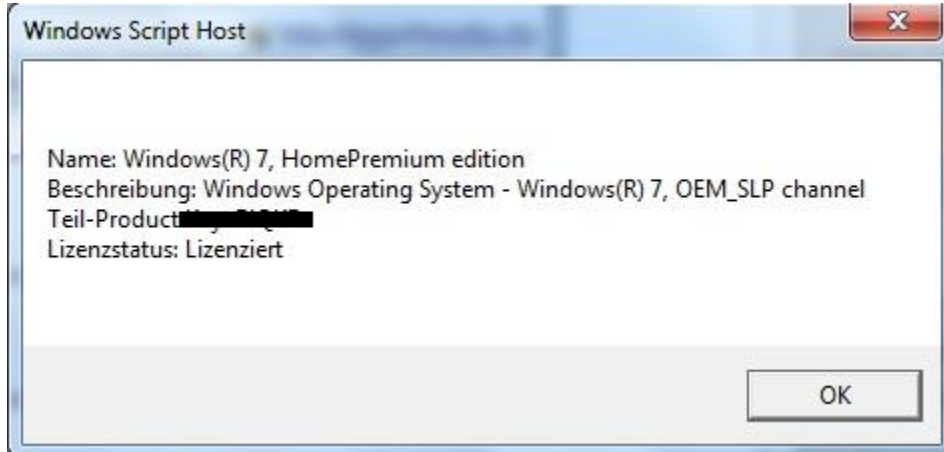 Windows Script Host
Name: Windows(R) 7, HomePremium edition
Beschreibung: Windows Operating System - Windows(R) 7, OEM_SLP channel
Teil-Product
Lizenzstatus: Lizenziert
OK